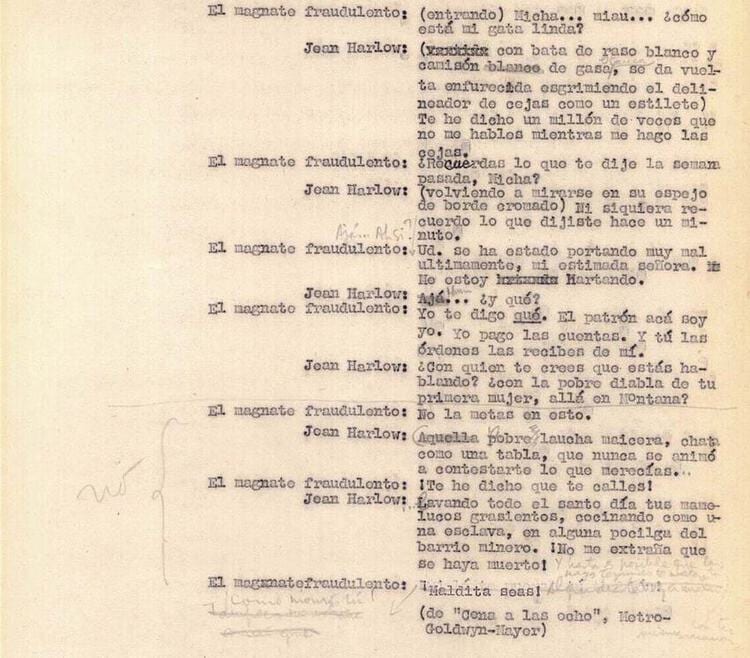 El magnate fraudulento: (entrando) Micha... miau... ¿cómo
está mi gata linda?
Jean Harlow: ( con bata de raso blanco y
camisón blanco de gasa, se da vuel-
ta enfurecida esgrimiendo el deli-
neador de cejas como un estilete)
Te he dicho un millón de veces que
no me hables mientras me hago las
cejas.
El magnate fraudulento: ¿Recuerdas lo que te dije la semana
pasada, Micha?
Jean Harlow: (volviendo a mirarse en su espejo
de borde cromado) Ni siquiera re-
cuerdo lo que dijiste hace un mi-
nuto.
El magnate fraudulento: Ud. se ha estado portando muy mal
ultimamente, mi estimada señora.
Me estoy Hartando.
Jean Harlow: Ajá... ¿y qué?
El magnate fraudulento: Yo te digo qué. El patrón acá soy
yo. Yo pago las cuentas. Y tú las
órdenes las recibes de mí.
Jean Harlow: ¿Con quien te crees que estás ha-
blando? ¿con la pobre diabla de tu
primera mujer, allá en Montana?
El magnate fraudulento: No la metas en esto.
Jean Harlow: Aquella pobre laucha maicera, chata
como una tabla, que nunca se animó
a contestarte lo que merecías...
no
El magnate fraudulento: !Te he dicho que te calles!
Jean Harlow: Lavando todo el santo día tus mame-
lucos grasientos, cocinando como u-
na esclava, en alguna pocilga del
barrio minero. !No me extraña que
se haya muerto!
El magnate fraudulento: !Maldita seas!
(de "Cena a las ocho", Metro-
Goldwyn-Mayer)